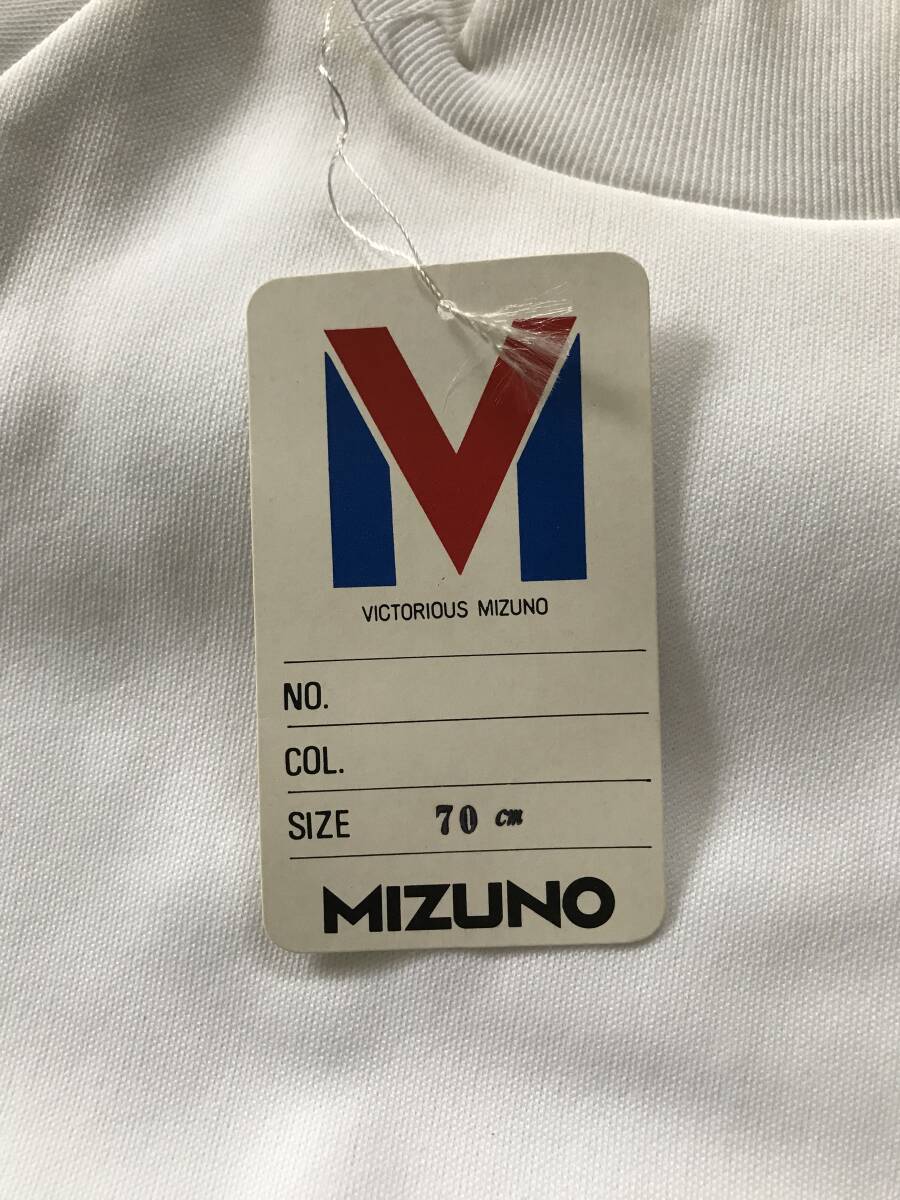 VICTORIOUS MIZUNO
NO.
COL.
SIZE 70 cm
MIZUNO